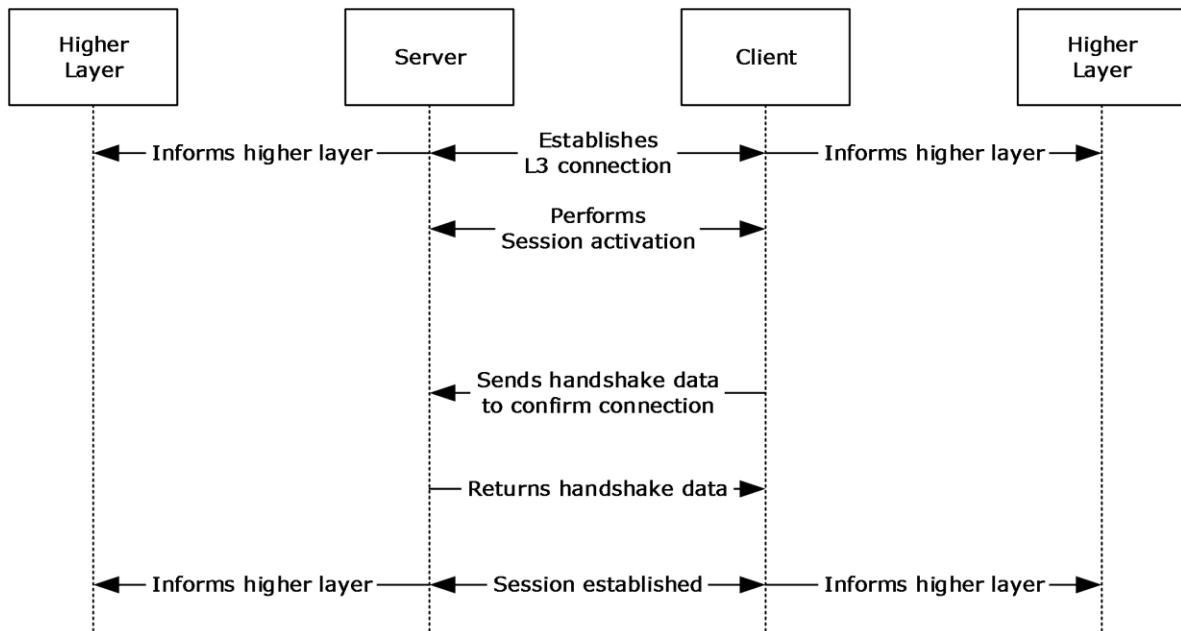 Higher
Layer
Server
Client
Higher
Layer
Informs higher layer
Establishes
L3 connection
Informs higher layer
Performs
Session activation
Sends handshake data
to confirm connection
Returns handshake data
Informs higher layer
Session established
Informs higher layer